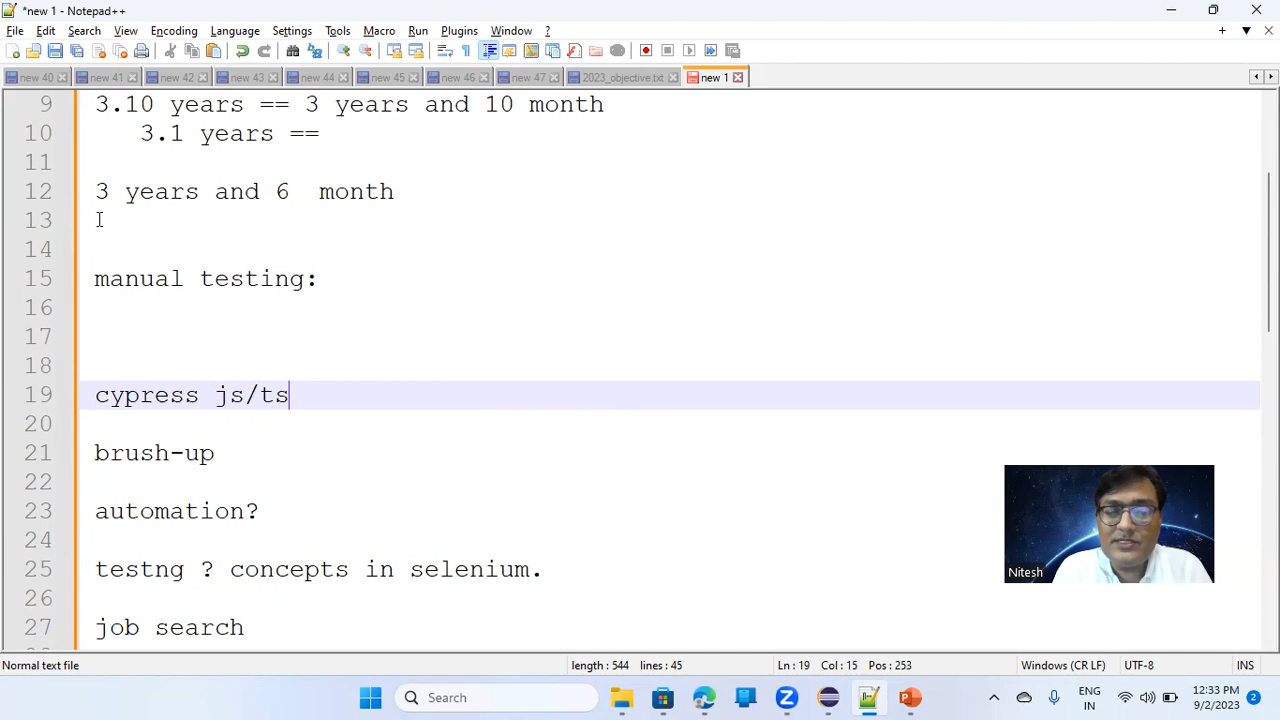 *new 1 - Notepad++
File Edit Search View Encoding Language Settings Tools Macro Run Plugins Window ?
new 40 new 41 new 42 new 43 new 44 new 45 new 46 new 47 2023_objective.txt new 1
9 3.10 years == 3 years and 10 month
10 3.1 years ==
11
12 3 years and 6 month
13
14
15 manual testing:
16
17
18
19 cypress js/ts
20
21 brush-up
22
23 automation?
24
25 testng ? concepts in selenium.
26
27 job search
Nitesh
Normal text file length : 544 lines : 45 Ln : 19 Col : 15 Pos : 253 Windows (CR LF) UTF-8 INS
Search
ENG
IN
12:33 PM
9/2/2023
2